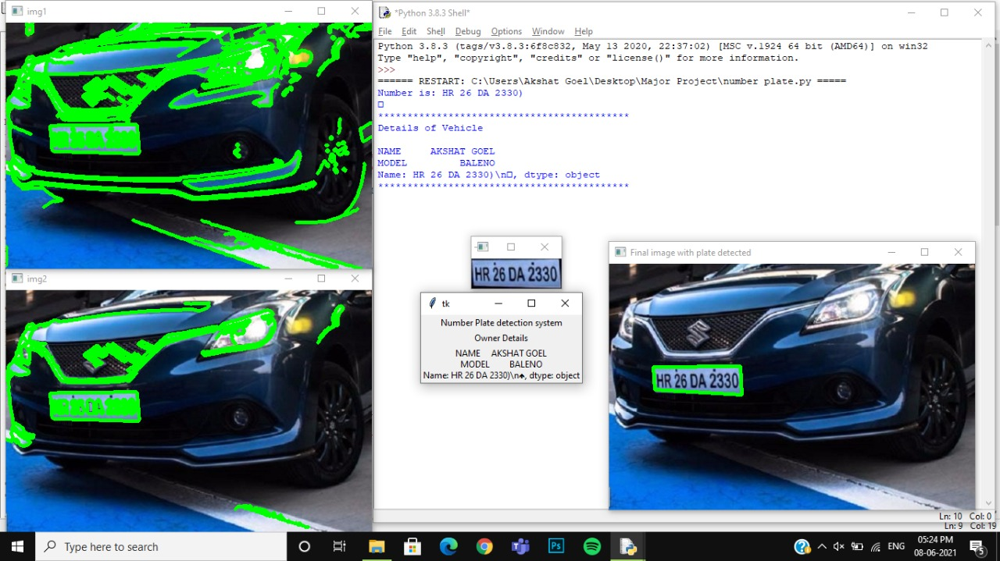 img1
*Python 3.8.3 Shell*
File Edit Shell Debug Options Window Help
Python 3.8.3 (tags/v3.8.3:6f8c832, May 13 2020, 22:37:02) [MSC v.1924 64 bit (AMD64)] on win32
Type "help", "copyright", "credits" or "license()" for more information.
>>>
====== RESTART: C:\Users\Akshat Goel\Desktop\Major Project\number plate.py =====
Number is: HR 26 DA 2330)
□
*******************************************
Details of Vehicle
NAME AKSHAT GOEL
MODEL BALENO
Name: HR 26 DA 2330)\n□, dtype: object
*******************************************
HR 26 DA 2330
tk
Number Plate detection system
Owner Details
NAME AKSHAT GOEL
MODEL BALENO
Name: HR 26 DA 2330)\n♠, dtype: object
Final image with plate detected
HR 26 DA 2330
img2
Ln: 10 Col: 0
Ln: 9 Col: 19
Type here to search
Ps
ENG
05:24 PM
08-06-2021
5